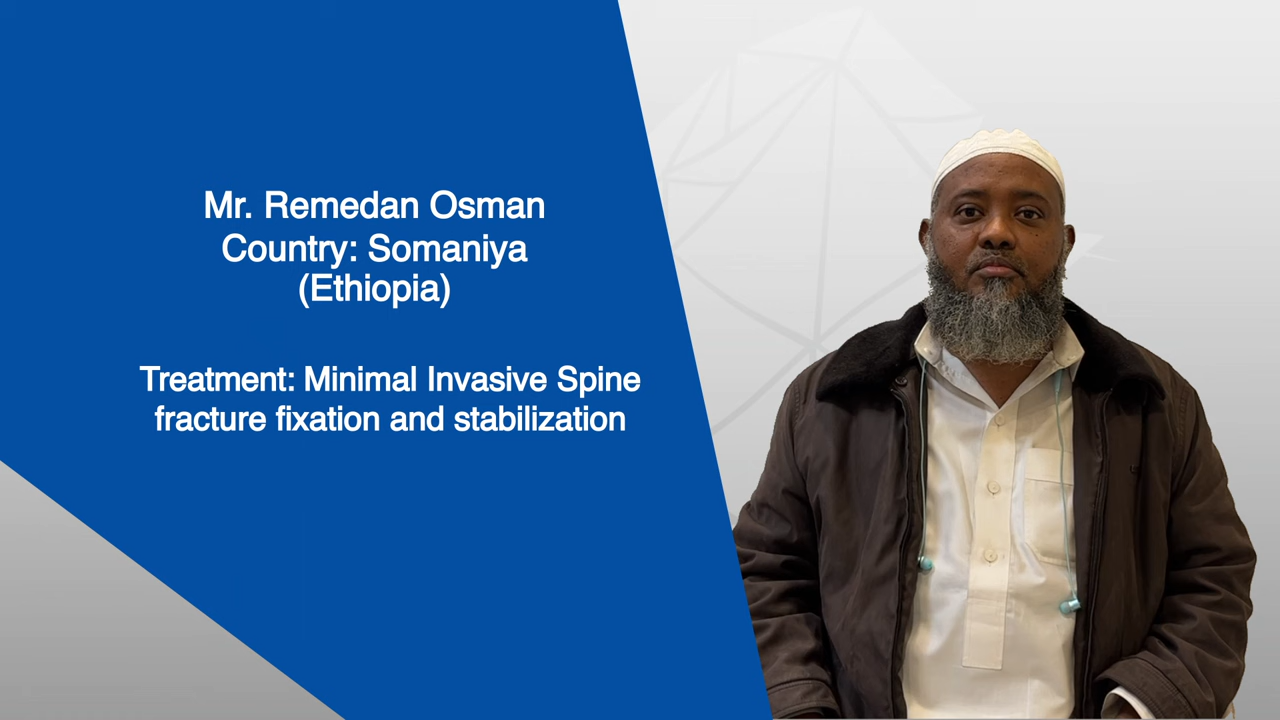 Mr. Remedan Osman
Country: Somaniya
(Ethiopia)
Treatment: Minimal Invasive Spine
fracture fixation and stabilization